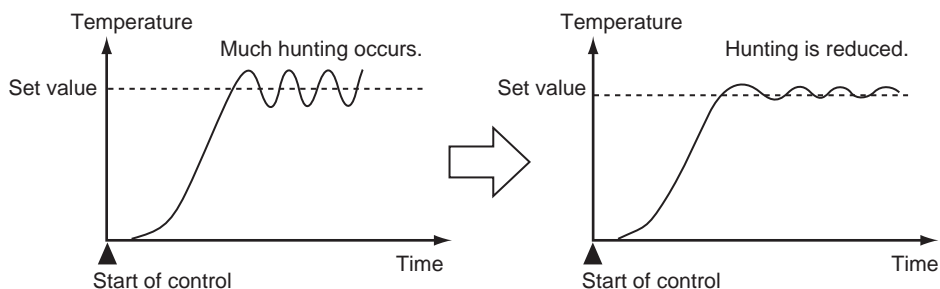 Temperature
Much hunting occurs.
Set value
Time
Start of control
Temperature
Hunting is reduced.
Set value
Time
Start of control